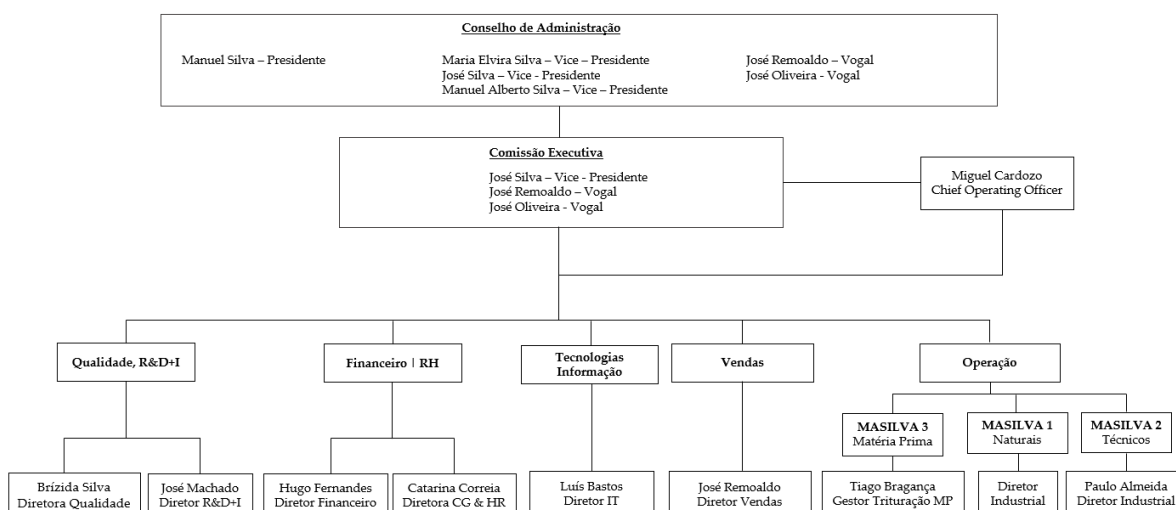 Conselho de Administração
Manuel Silva – Presidente
Maria Elvira Silva – Vice – Presidente
José Silva – Vice - Presidente
Manuel Alberto Silva – Vice – Presidente
José Remoaldo – Vogal
José Oliveira - Vogal
Comissão Executiva
José Silva – Vice - Presidente
José Remoaldo – Vogal
José Oliveira - Vogal
Miguel Cardozo
Chief Operating Officer
Qualidade, R&D+I
Financeiro | RH
Tecnologias
Informação
Vendas
Operação
MASILVA 3
Matéria Prima
MASILVA 1
Naturais
MASILVA 2
Técnicos
Brízida Silva
Diretora Qualidade
José Machado
Diretor R&D+I
Hugo Fernandes
Diretor Financeiro
Catarina Correia
Diretora CG & HR
Luís Bastos
Diretor IT
José Remoaldo
Diretor Vendas
Tiago Bragança
Gestor Trituração MP
Diretor
Industrial
Paulo Almeida
Diretor Industrial